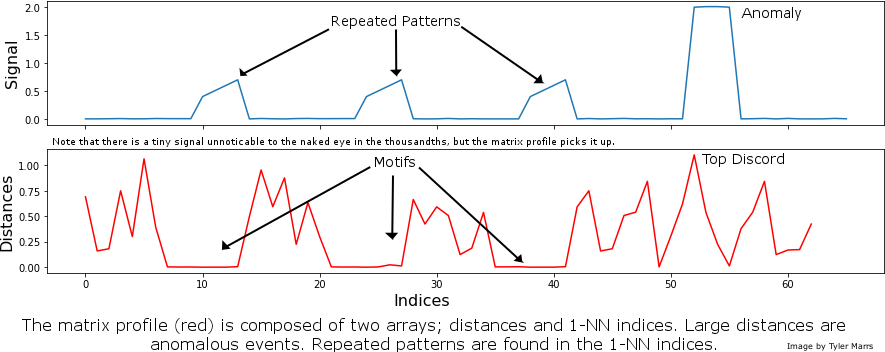 2.0
Repeated Patterns
Anomaly
1.5
Signal
1.0
0.5
0.0
Note that there is a tiny signal unnoticable to the naked eye in the thousandths, but the matrix profile picks it up.
Motifs
Top Discord
1.00
0.75
Distances
0.50
0.25
0.00
0 10 20 30 40 50 60
Indices
The matrix profile (red) is composed of two arrays; distances and 1-NN indices. Large distances are
anomalous events. Repeated patterns are found in the 1-NN indices.
Image by Tyler Marrs